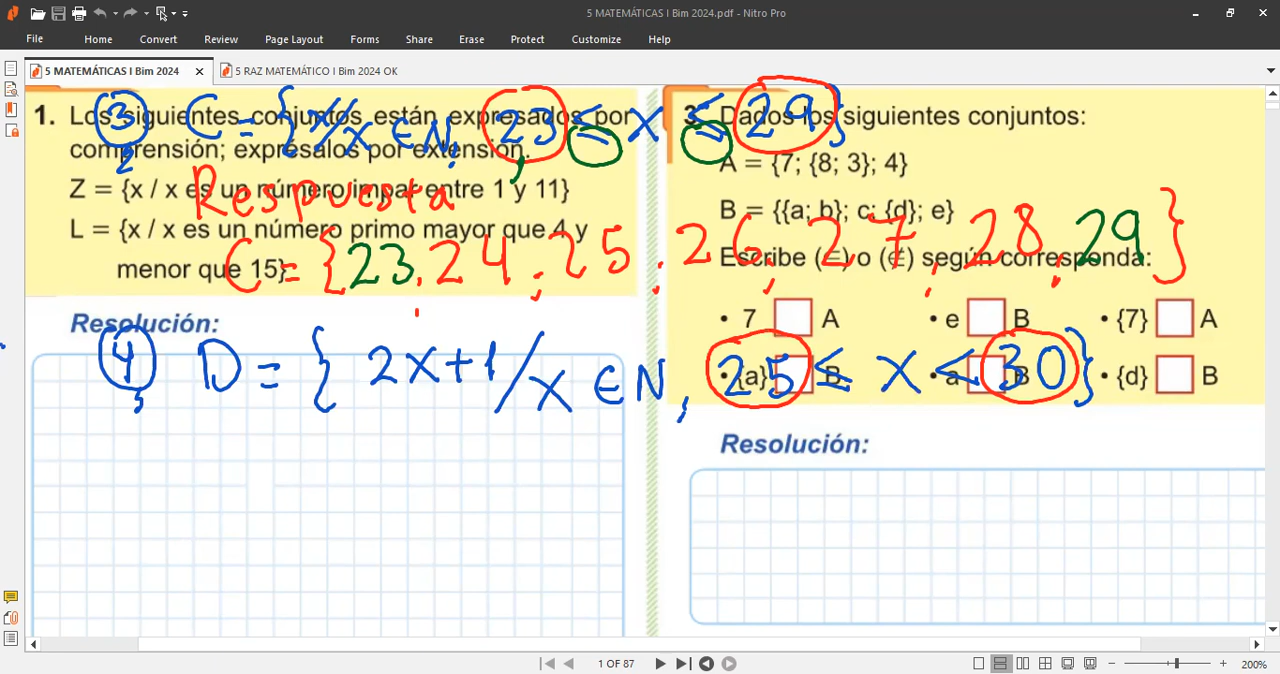 5 MATEMÁTICAS I Bim 2024.pdf - Nitro Pro
File Home Convert Review Page Layout Forms Share Erase Protect Customize Help
5 MATEMÁTICAS I Bim 2024
5 RAZ MATEMÁTICO I Bim 2024 OK
1. Los siguientes conjuntos están expresados por
comprensión; expresalos por extensión.
Z = {x / x es un número impar entre 1 y 11}
L = {x / x es un número primo mayor que 4 y
menor que 15}
Resolución:
3. Dados los siguientes conjuntos:
A = {7; {8; 3}; 4}
B = {{a; b}; c; {d}; e}
Escribe (∈) o (∉) según corresponda:
• 7 A • e B • {7} A
• {a} B • a B • {d} B
Resolución:
3 C = {x/x ∈ N, 23 ≤ x ≤ 29}
Respuesta
C = {23, 24; 25; 26, 27, 28, 29}
4 D = {2x+1/x ∈ N, 25 ≤ x < 30}
1 OF 87
200%